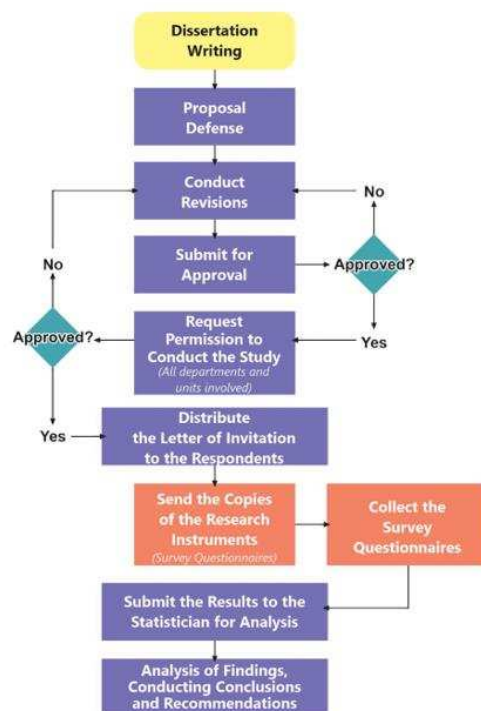 Dissertation
Writing
Proposal
Defense
Conduct
Revisions
No
Submit for
Approval
Approved?
No
Request
Permission to
Conduct the Study
(All departments and
units involved)
Yes
Approved?
Yes
Distribute
the Letter of Invitation
to the Respondents
Send the Copies
of the Research
Instruments
(Survey Questionnaires)
Collect the
Survey
Questionnaires
Submit the Results to the
Statistician for Analysis
Analysis of Findings,
Conducting Conclusions
and Recommendations